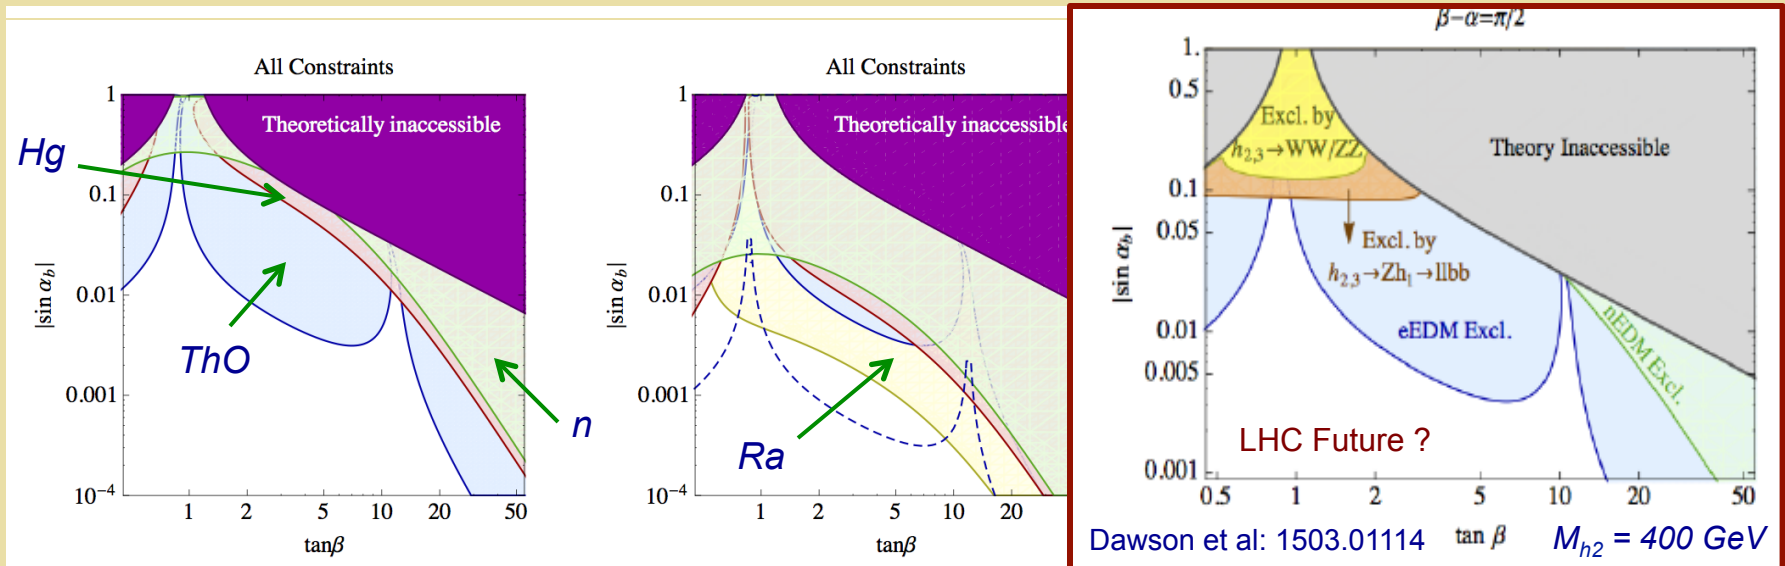 All Constraints
Theoretically inaccessible
Hg
ThO
n
|sin α_b|
1
0.1
0.01
0.001
10⁻⁴
1 2 5 10 20 50
tanβ
All Constraints
Theoretically inaccessible
Ra
|sin α_b|
1
0.1
0.01
0.001
10⁻⁴
1 2 5 10 20
tanβ
β−α=π/2
Excl. by
h₂,₃→WW/ZZ
Theory Inaccessible
Excl. by
h₂,₃→Zh₁→llbb
eEDM Excl.
nEDM Excl.
LHC Future ?
|sin α_b|
1.
0.5
0.1
0.05
0.01
0.005
0.001
0.5 1 2 5 10 20 50
tan β
Dawson et al: 1503.01114
M_h2 = 400 GeV